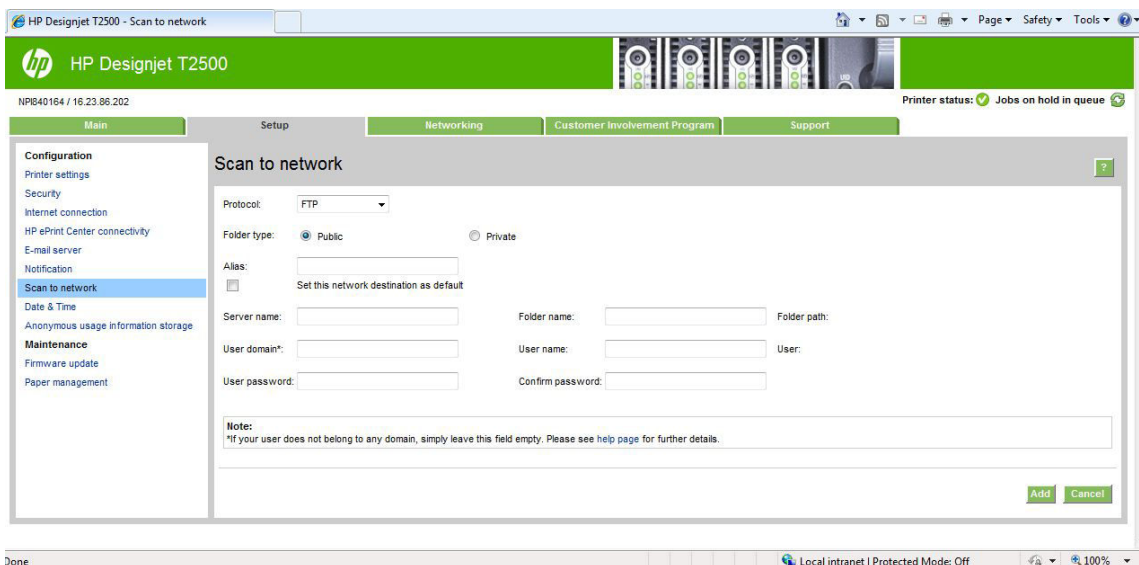 HP Designjet T2500 - Scan to network
Page Safety Tools
hp HP Designjet T2500
NPI840164 / 16.23.86.202
Printer status: Jobs on hold in queue
Main Setup Networking Customer Involvement Program Support
Configuration
Printer settings
Security
Internet connection
HP ePrint Center connectivity
E-mail server
Notification
Scan to network
Date & Time
Anonymous usage information storage
Maintenance
Firmware update
Paper management
Scan to network
?
Protocol: FTP
Folder type: Public Private
Alias:
Set this network destination as default
Server name: Folder name: Folder path:
User domain*: User name: User:
User password: Confirm password:
Note:
*If your user does not belong to any domain, simply leave this field empty. Please see help page for further details.
Add Cancel
Done
Local intranet | Protected Mode: Off
100%